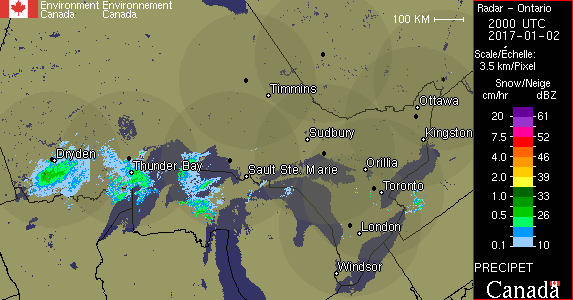 Environment Environnement
Canada Canada
100 KM
Timmins
Ottawa
Sudbury
Kingston
Dryden
Thunder Bay
Sault Ste. Marie
Orillia
Toronto
London
Windsor
Radar - Ontario
2000 UTC
2017-01-02
Scale/Échelle:
3.5 km/Pixel
Snow/Neige
cm/hr dBZ
20 61
7.5 52
4.0 46
2.0 39
1.0 33
0.5 26
0.1 10
PRECIPET
Canada